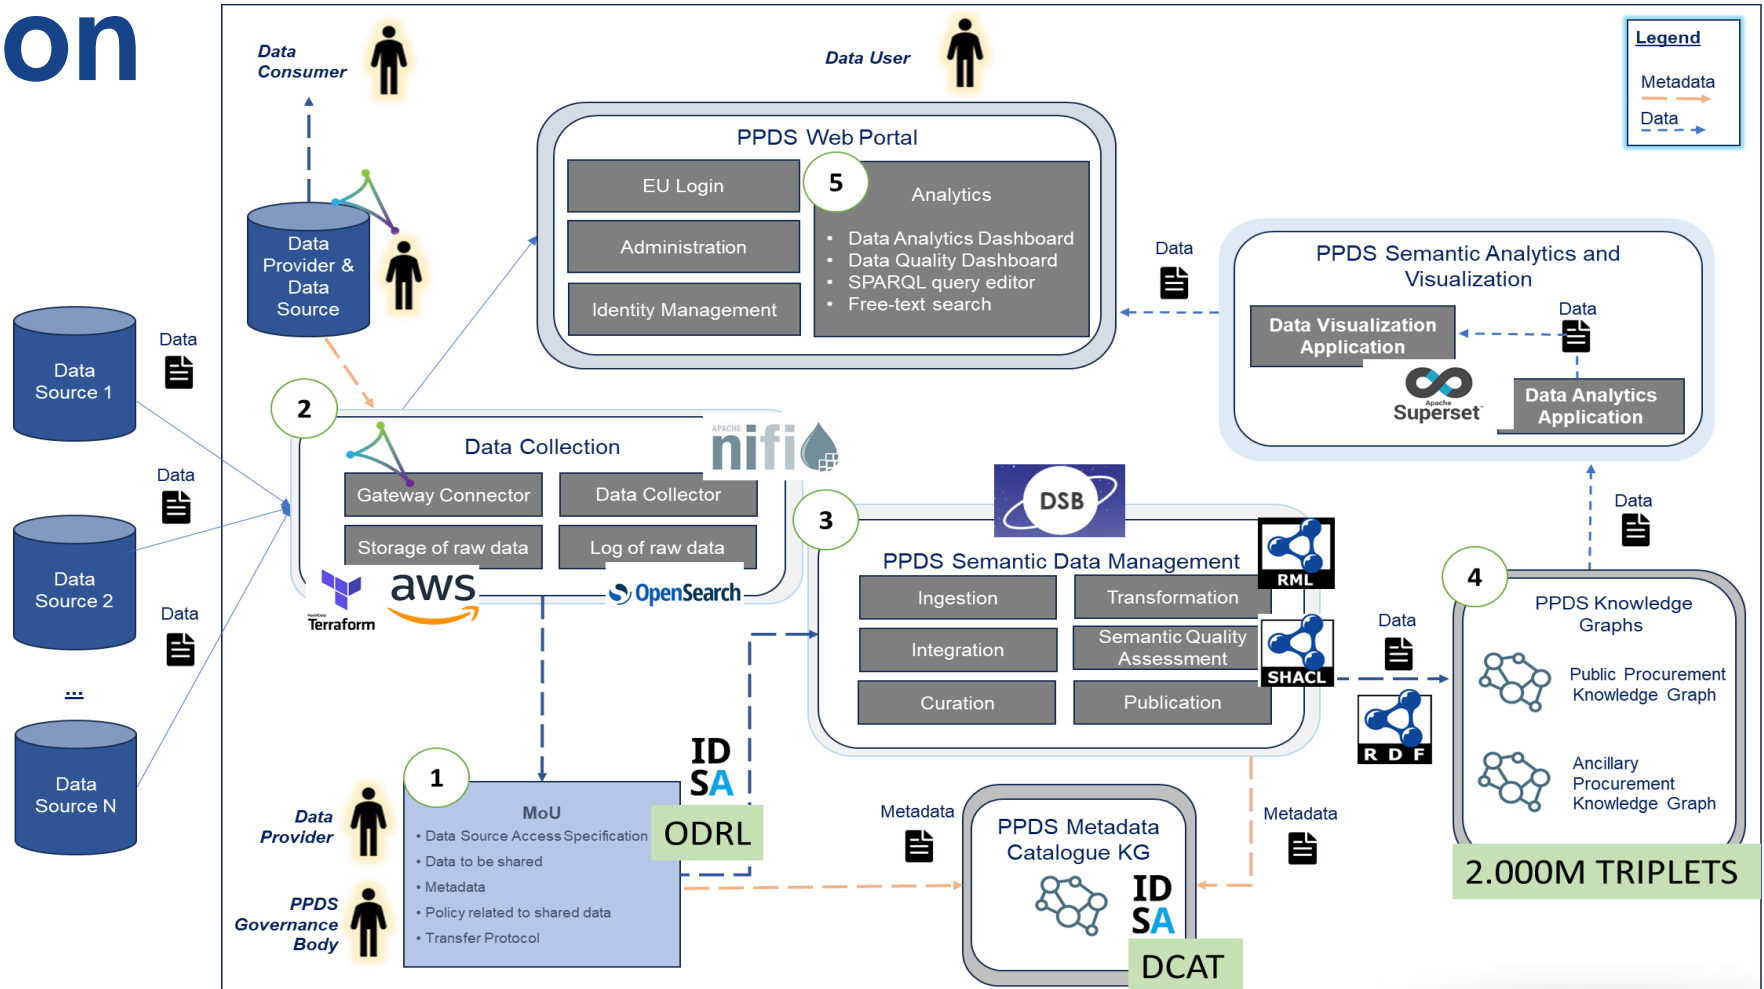 on
Data
Consumer
Data User
Legend
Metadata
Data
PPDS Web Portal
EU Login
Administration
Identity Management
5
Analytics
• Data Analytics Dashboard
• Data Quality Dashboard
• SPARQL query editor
• Free-text search
Data
Provider &
Data
Source
Data
Source 1
Data
Data
Source 2
Data
...
Data
Source N
Data
Data
PPDS Semantic Analytics and
Visualization
Data Visualization
Application
Data
Apache
Superset
Data Analytics
Application
2
Data Collection
APACHE
nifi
Gateway Connector
Data Collector
Storage of raw data
Log of raw data
HashiCorp
Terraform
aws
OpenSearch
3
DSB
PPDS Semantic Data Management
RML
Ingestion
Transformation
Integration
Semantic Quality
Assessment
SHACL
Curation
Publication
Data
Data
RDF
4
PPDS Knowledge
Graphs
Public Procurement
Knowledge Graph
Ancillary
Procurement
Knowledge Graph
2.000M TRIPLETS
1
MoU
• Data Source Access Specification
• Data to be shared
• Metadata
• Policy related to shared data
• Transfer Protocol
Data
Provider
PPDS
Governance
Body
ID
SA
ODRL
Metadata
PPDS Metadata
Catalogue KG
ID
SA
DCAT
Metadata